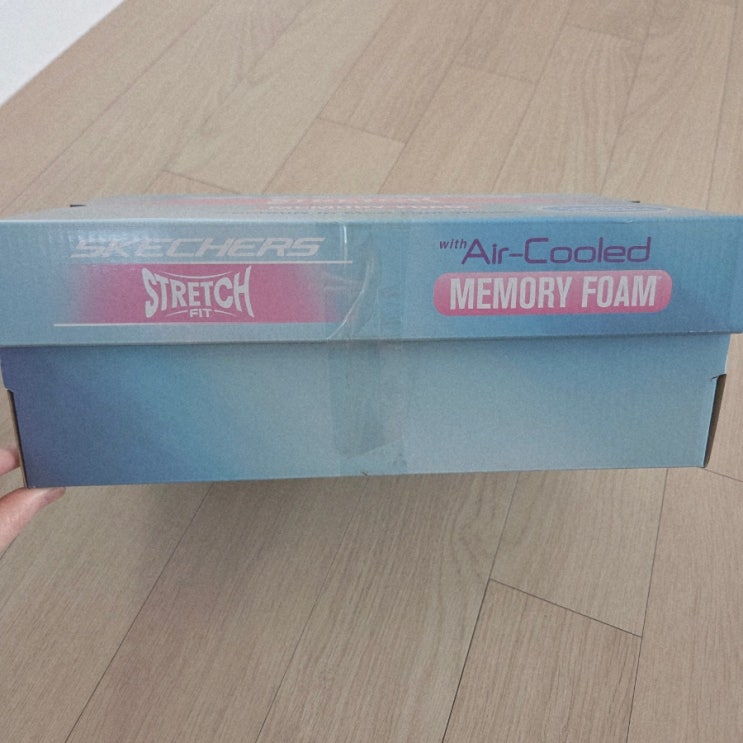 SKECHERS
STRETCH
FIT
with Air-Cooled
MEMORY FOAM